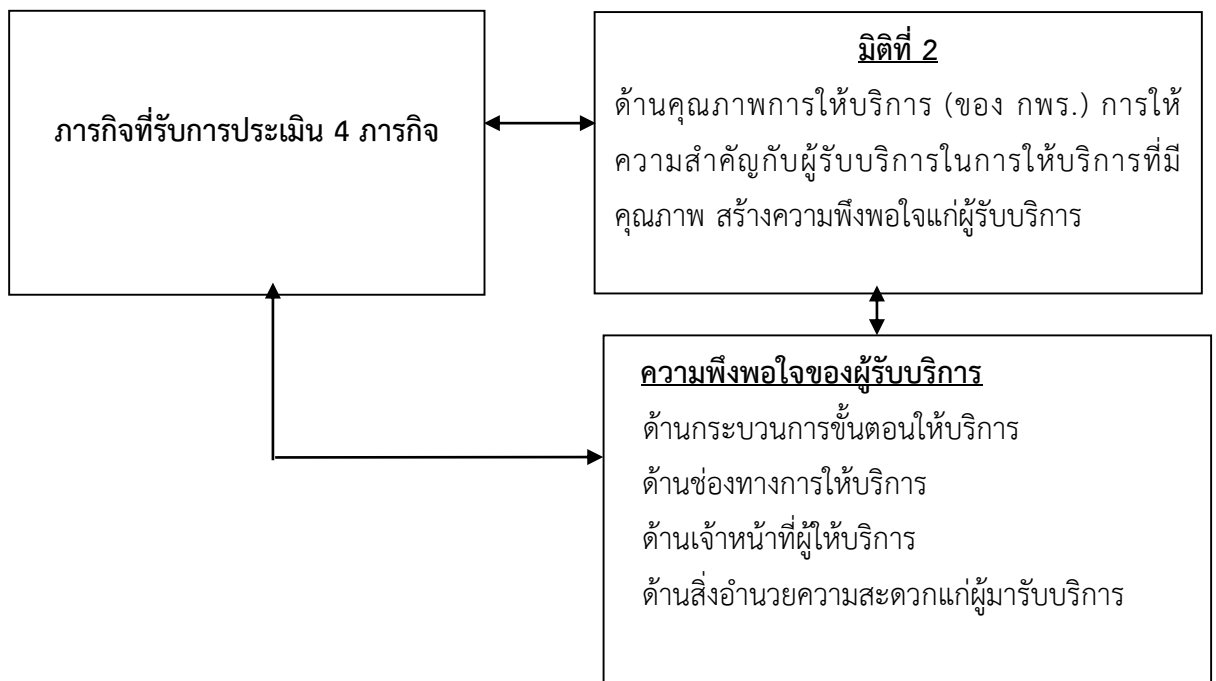 ภารกิจที่รับการประเมิน 4 ภารกิจ
มิติที่ 2
ด้านคุณภาพการให้บริการ (ของ กพร.) การให้
ความสำคัญกับผู้รับบริการในการให้บริการที่มี
คุณภาพ สร้างความพึงพอใจแก่ผู้รับบริการ
ความพึงพอใจของผู้รับบริการ
ด้านกระบวนการขั้นตอนให้บริการ
ด้านช่องทางการให้บริการ
ด้านเจ้าหน้าที่ผู้ให้บริการ
ด้านสิ่งอำนวยความสะดวกแก่ผู้มารับบริการ